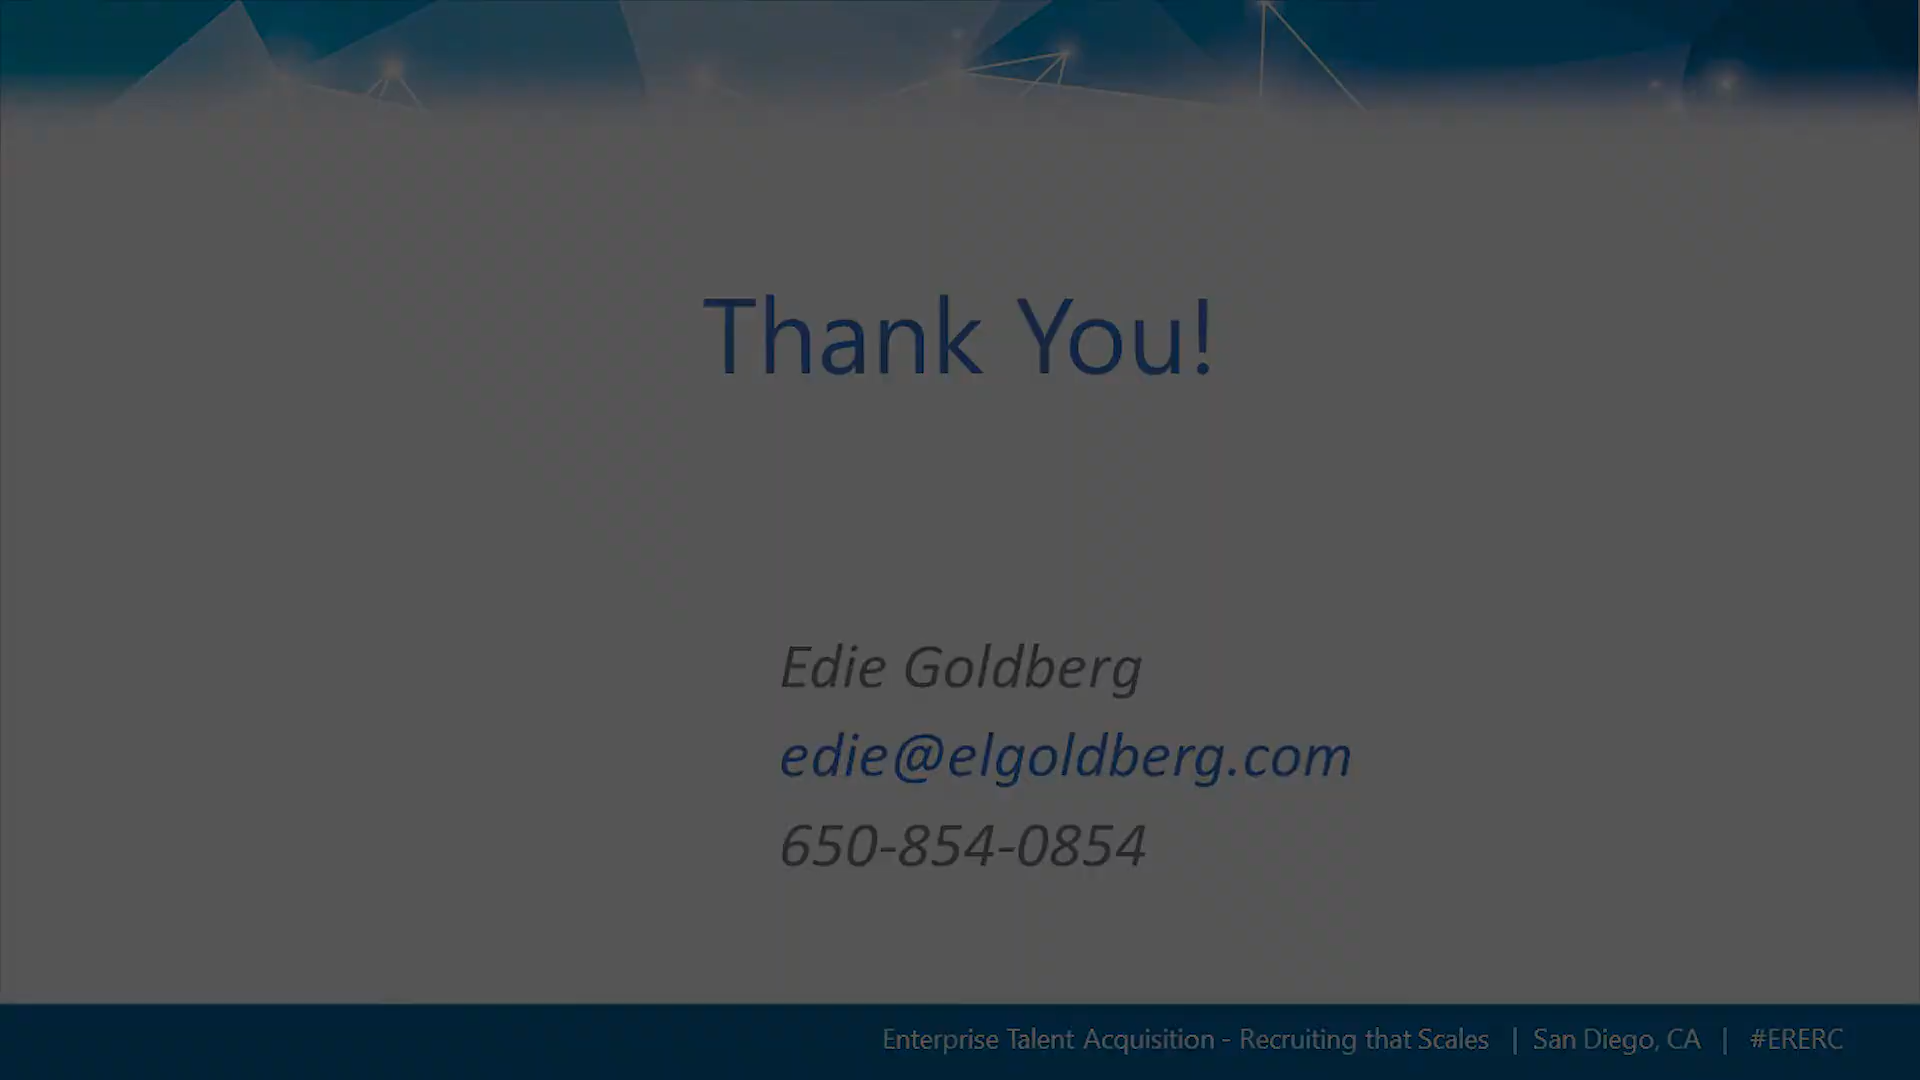 Thank You!
Edie Goldberg
edie@elgoldberg.com
650-854-0854
Enterprise Talent Acquisition - Recruiting that Scales | San Diego, CA | #ERERC